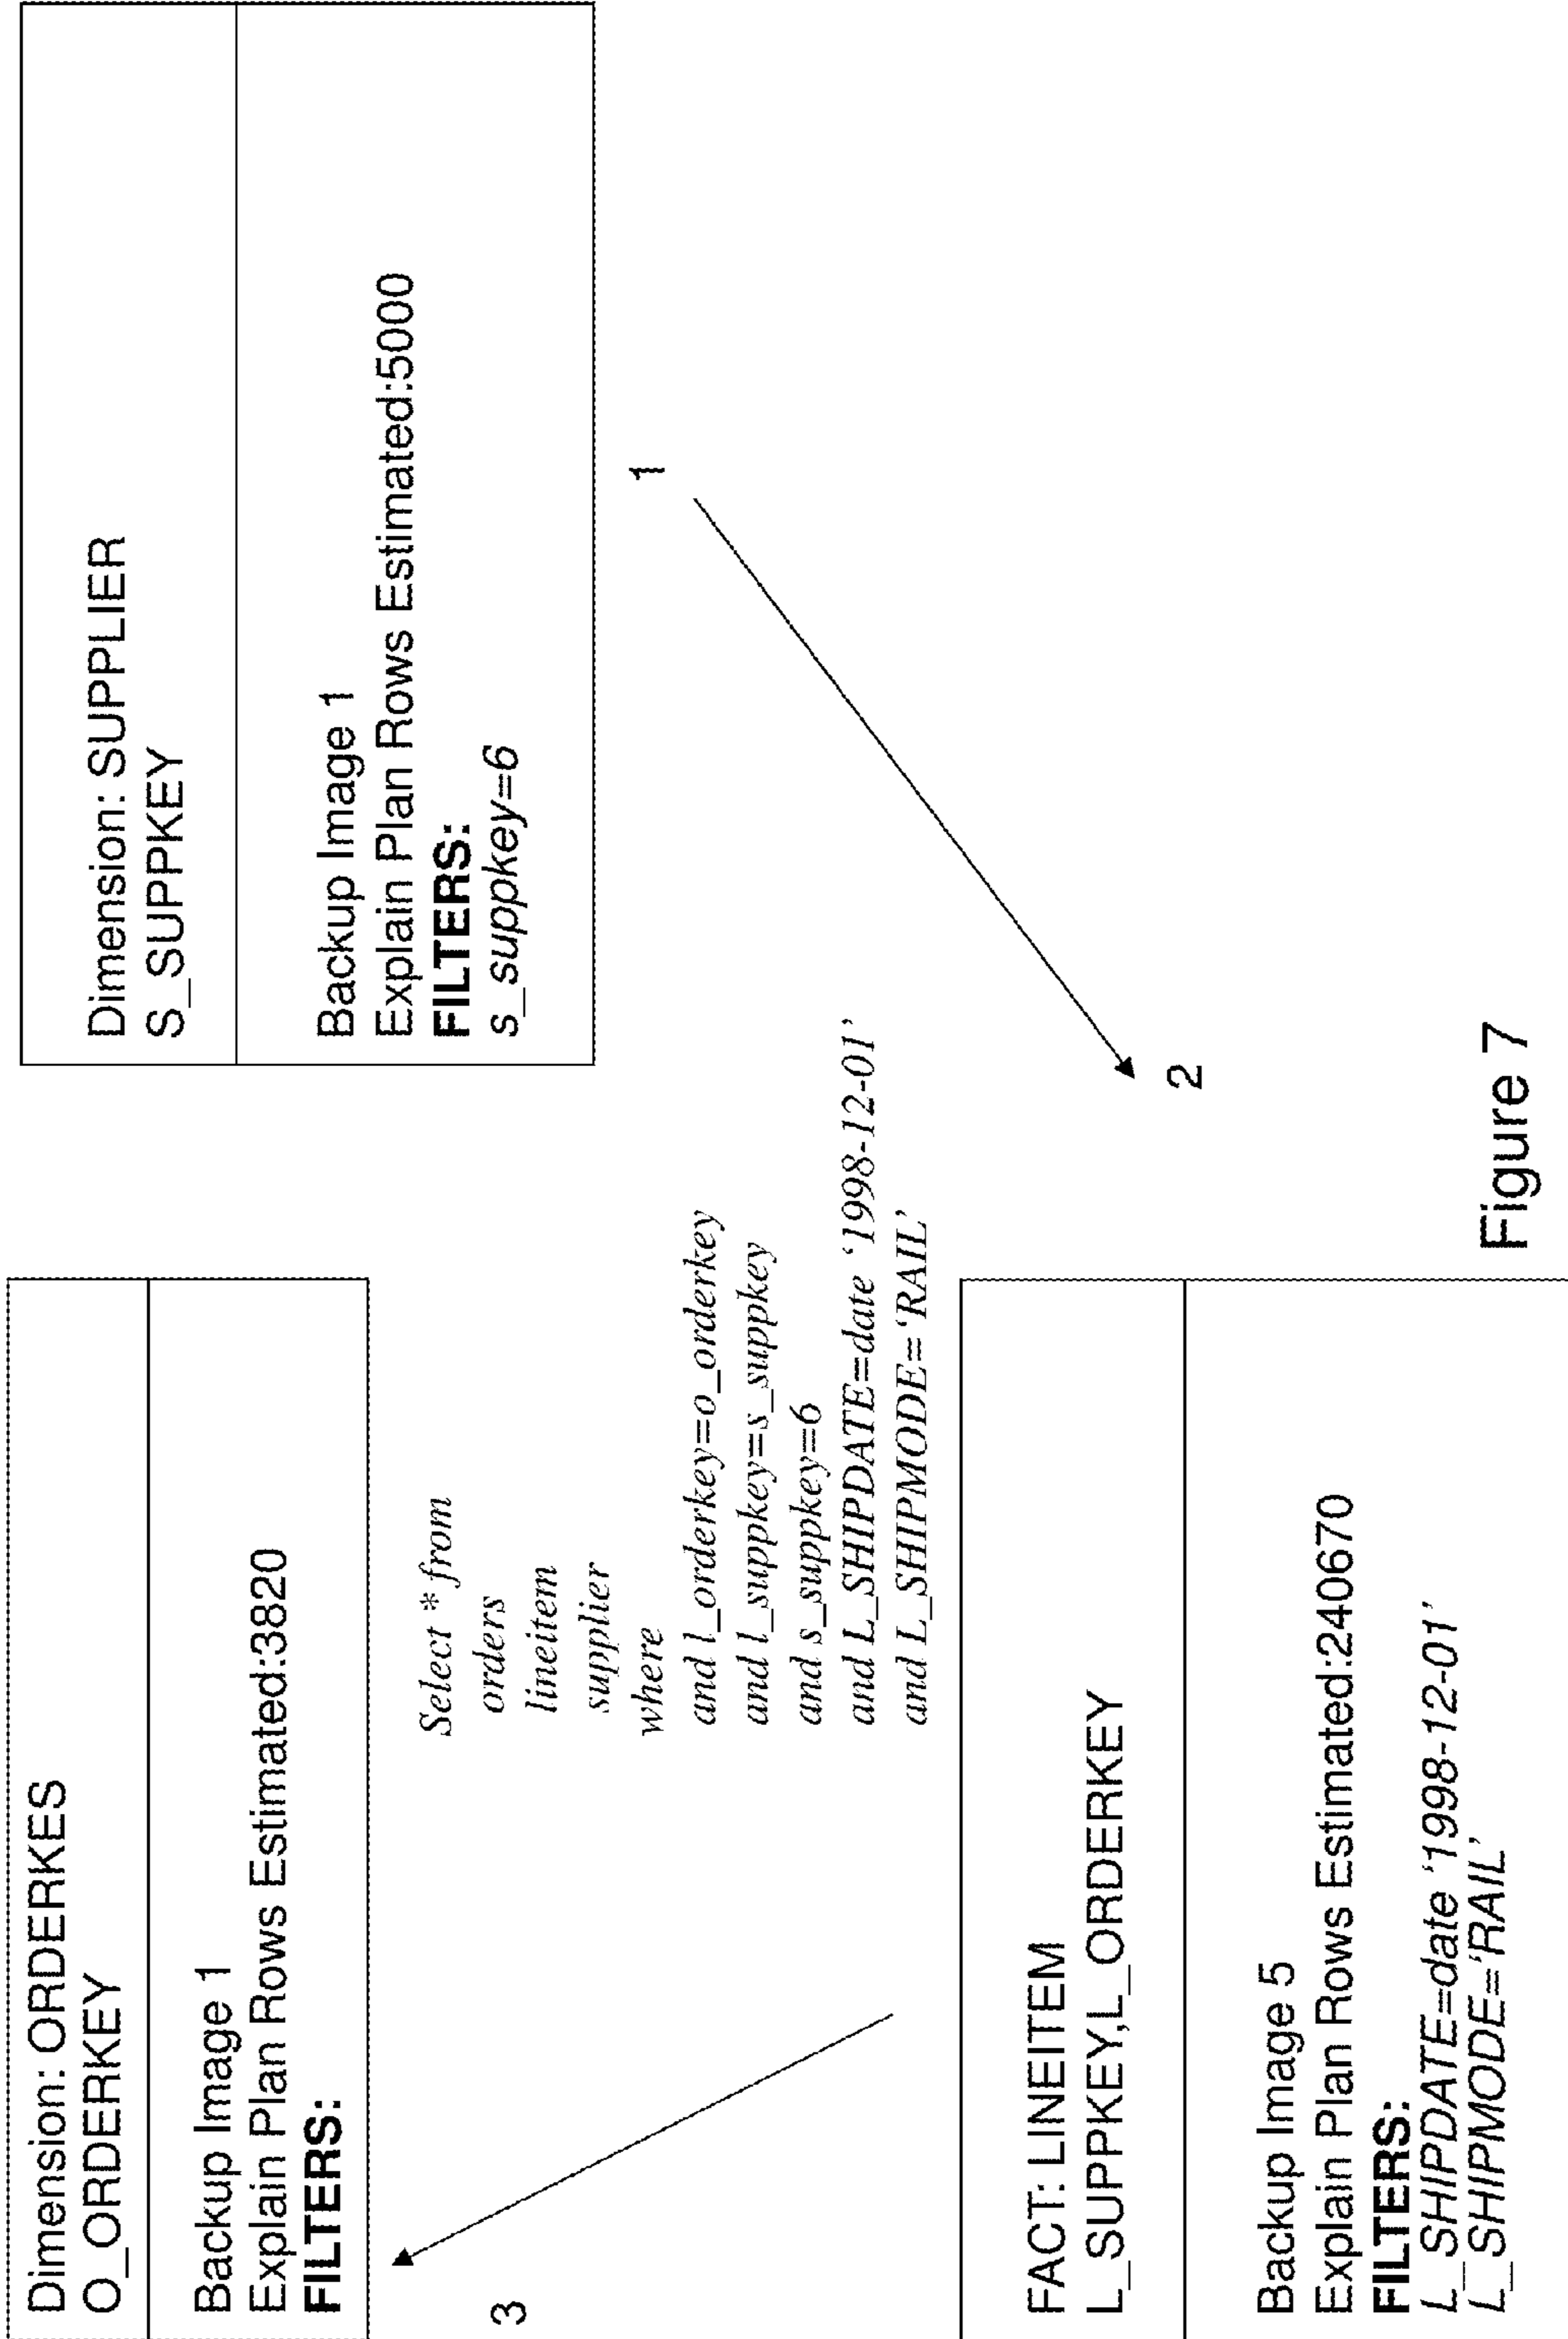 Dimension: ORDERKES
O_ORDERKEY
Backup Image 1
Explain Plan Rows Estimated:3820
FILTERS:
3
Select * from
orders
lineitem
supplier
where
and l_orderkey=o_orderkey
and l_suppkey=s_suppkey
and s_suppkey=6
and L_SHIPDATE=date ‘1998-12-01’
and L_SHIPMODE=‘RAIL’
FACT: LINEITEM
L_SUPPKEY,L_ORDERKEY
Backup Image 5
Explain Plan Rows Estimated:240670
FILTERS:
L_SHIPDATE=date ‘1998-12-01’
L_SHIPMODE=‘RAIL’
Dimension: SUPPLIER
S_SUPPKEY
Backup Image 1
Explain Plan Rows Estimated:5000
FILTERS:
s_suppkey=6
1
2
Figure 7